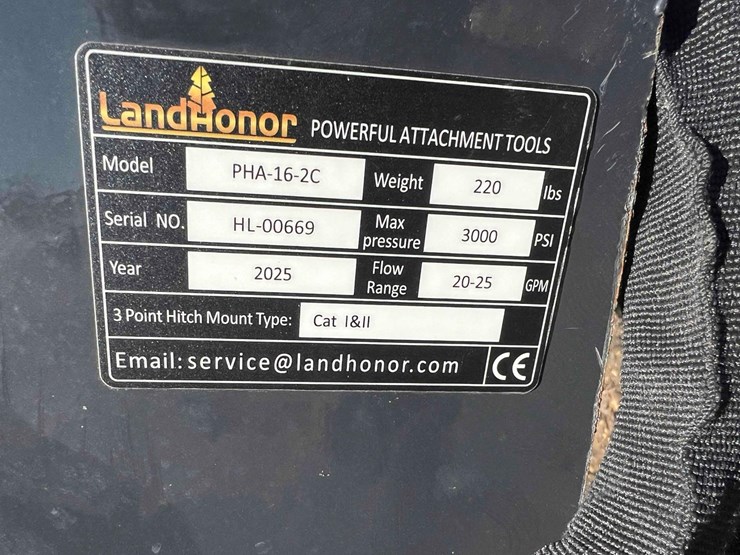 LandHonor POWERFUL ATTACHMENT TOOLS
Model PHA-16-2C Weight 220 lbs
Serial NO. HL-00669 Max pressure 3000 PSI
Year 2025 Flow Range 20-25 GPM
3 Point Hitch Mount Type: Cat I&II
Email: service@landhonor.com CE